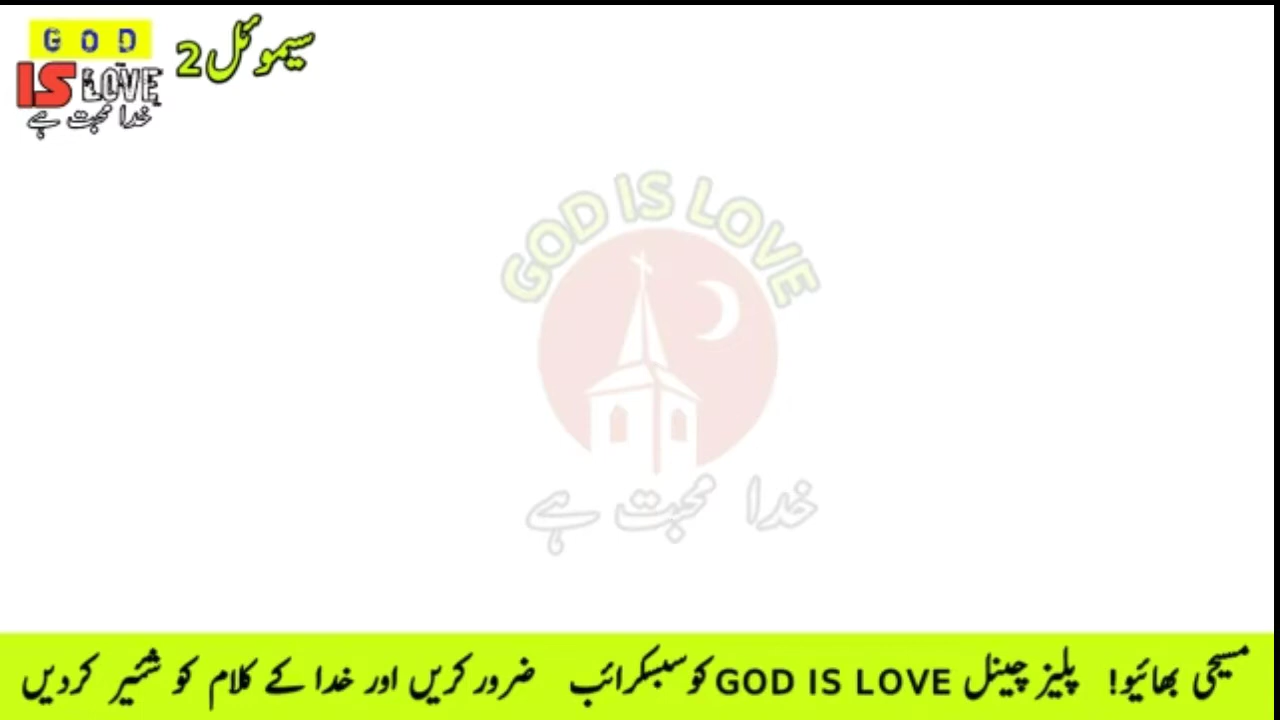 GOD
IS LOVE
خدا محبت ہے
سیموئل 2
GOD IS LOVE
خدا محبت ہے
مسیحی بھائیو! پلیز چینل GOD IS LOVE کو سبسکرائب ضرور کریں اور خدا کے کلام کو شئیر کردیں